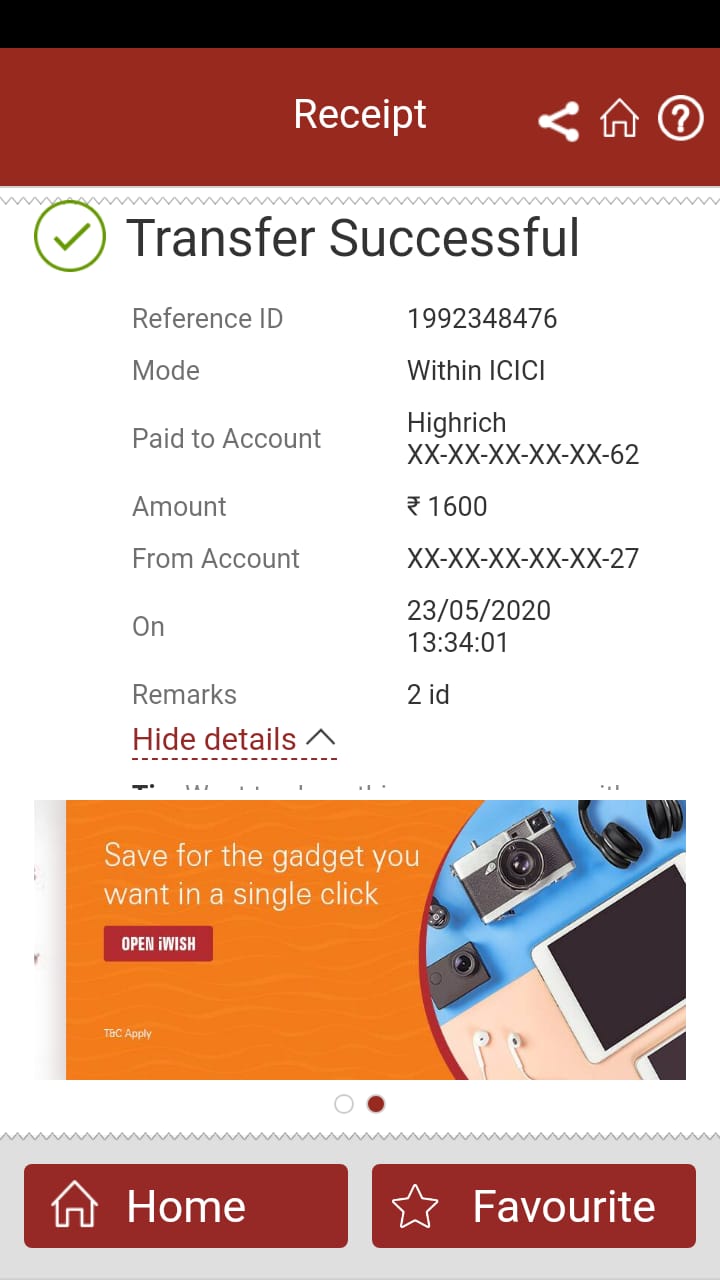 Receipt
Transfer Successful
Reference ID 1992348476
Mode Within ICICI
Paid to Account Highrich
XX-XX-XX-XX-XX-62
Amount ₹ 1600
From Account XX-XX-XX-XX-XX-27
On 23/05/2020
13:34:01
Remarks 2 id
Hide details
Save for the gadget you
want in a single click
OPEN iWISH
T&C Apply
Home Favourite